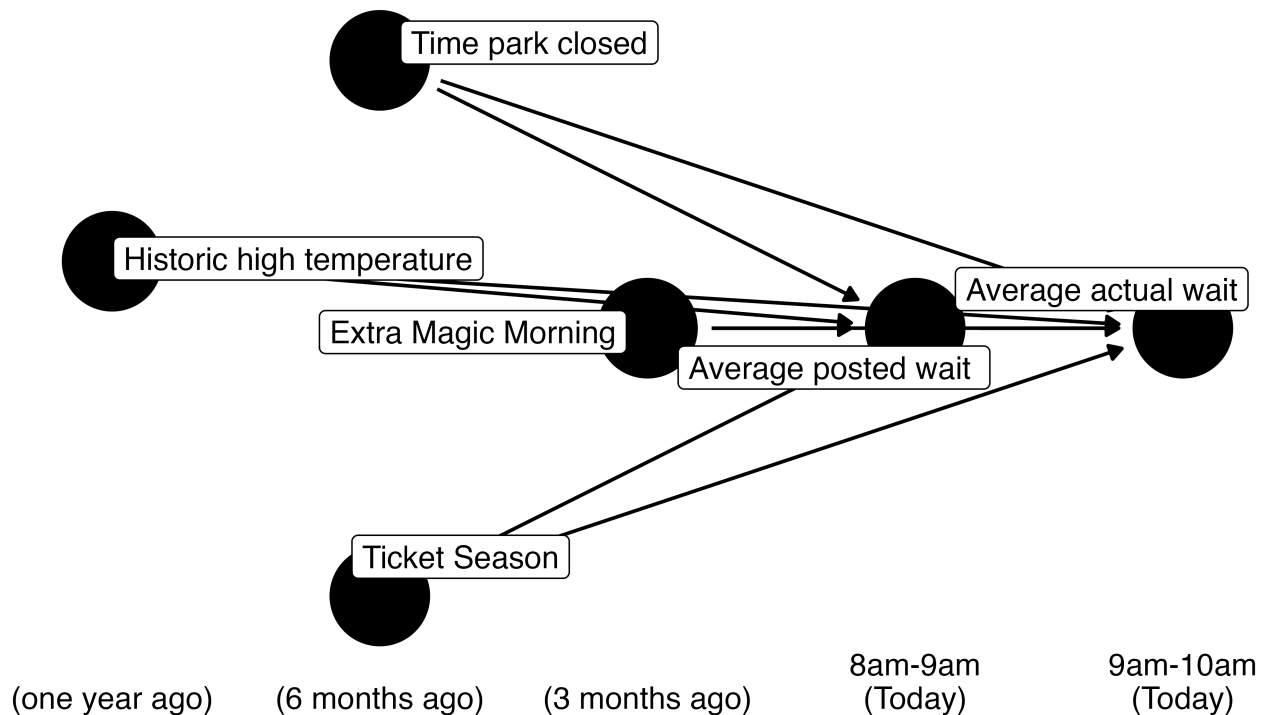 Time park closed
Historic high temperature
Average actual wait
Extra Magic Morning
Average posted wait
Ticket Season
8am-9am
9am-10am
(one year ago)
(6 months ago)
(3 months ago)
(Today)
(Today)